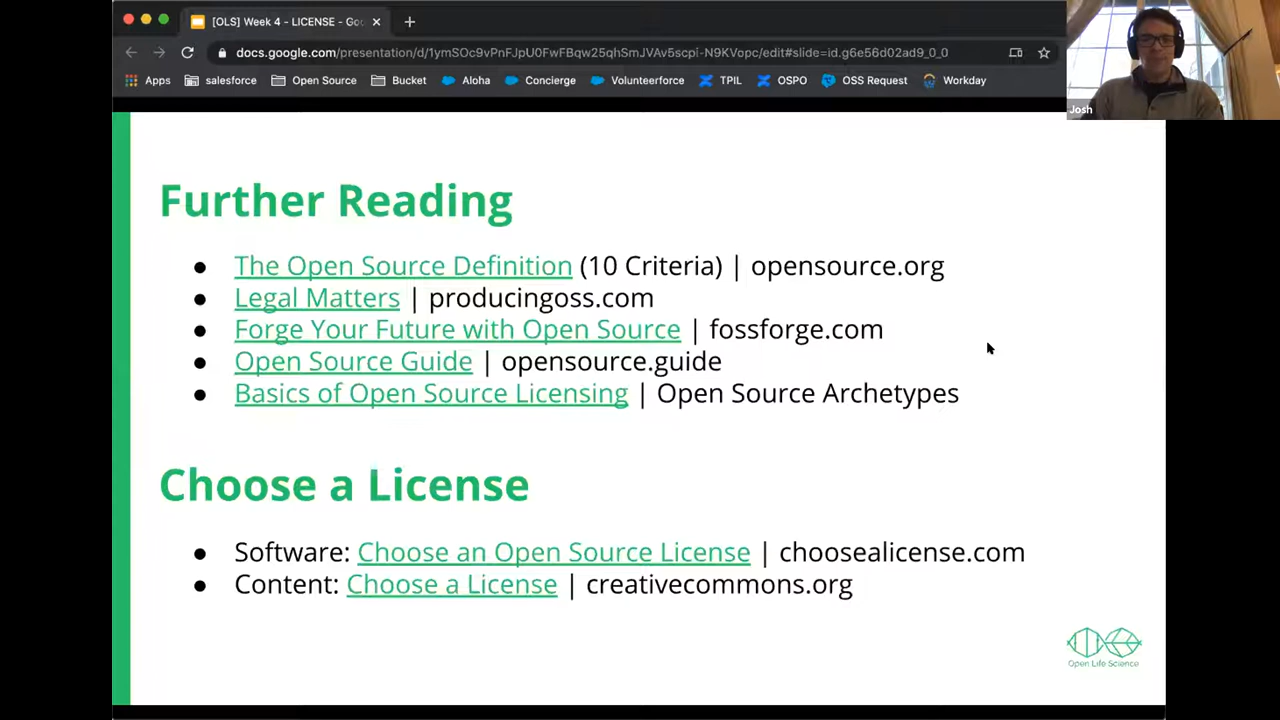 [OLS] Week 4 - LICENSE - Goo
docs.google.com/presentation/d/1ymSOc9vPnFJpU0FwFBqw25qhSmJVAv5scpi-N9KVopc/edit#slide=id.g6e56d02ad9_0_0
Apps salesforce Open Source Bucket Aloha Concierge Volunteerforce TPIL OSPO OSS Request Workday
Josh
Further Reading
● The Open Source Definition (10 Criteria) | opensource.org
● Legal Matters | producingoss.com
● Forge Your Future with Open Source | fossforge.com
● Open Source Guide | opensource.guide
● Basics of Open Source Licensing | Open Source Archetypes
Choose a License
● Software: Choose an Open Source License | choosealicense.com
● Content: Choose a License | creativecommons.org
Open Life Science